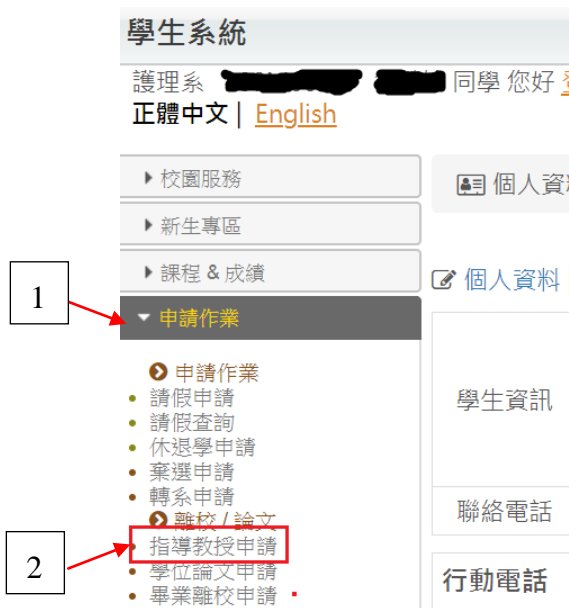 學生系統
護理系 同學 您好
正體中文 | English
校園服務
個人資
新生專區
課程 & 成績
個人資料
1
申請作業
申請作業
請假申請
學生資訊
請假查詢
休退學申請
棄選申請
轉系申請
離校 / 論文
聯絡電話
指導教授申請
2
學位論文申請
行動電話
畢業離校申請